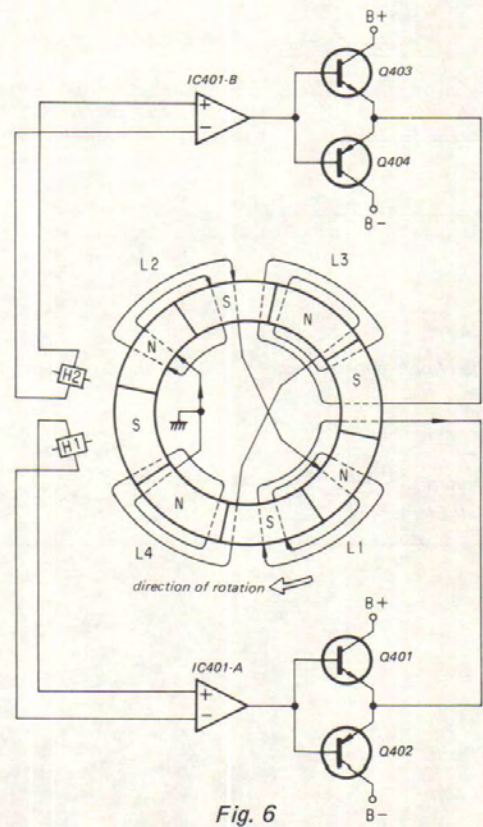 B+
IC401-B
Q403
+
−
Q404
B−
L2
L3
S
N
N
S
H2
H1
S
N
N
S
L4
L1
direction of rotation
B+
IC401-A
Q401
+
−
Q402
B−
Fig. 6